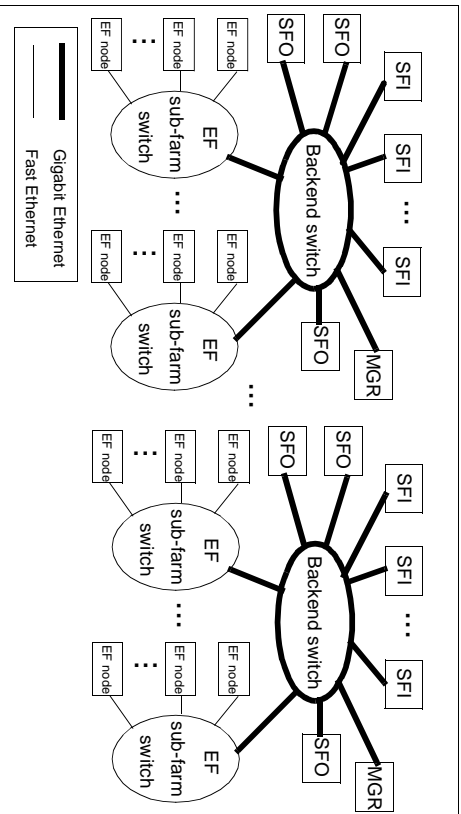 SFI
SFI
...
SFI
MGR
SFO
SFO
Backend switch
SFO
EF node
EF node
...
EF node
EF
sub-farm
switch
...
EF node
EF node
...
EF node
EF
sub-farm
switch
...
SFI
SFI
...
SFI
MGR
SFO
SFO
Backend switch
SFO
EF node
EF node
...
EF node
EF
sub-farm
switch
...
EF node
EF node
...
EF node
EF
sub-farm
switch
Gigabit Ethernet
Fast Ethernet